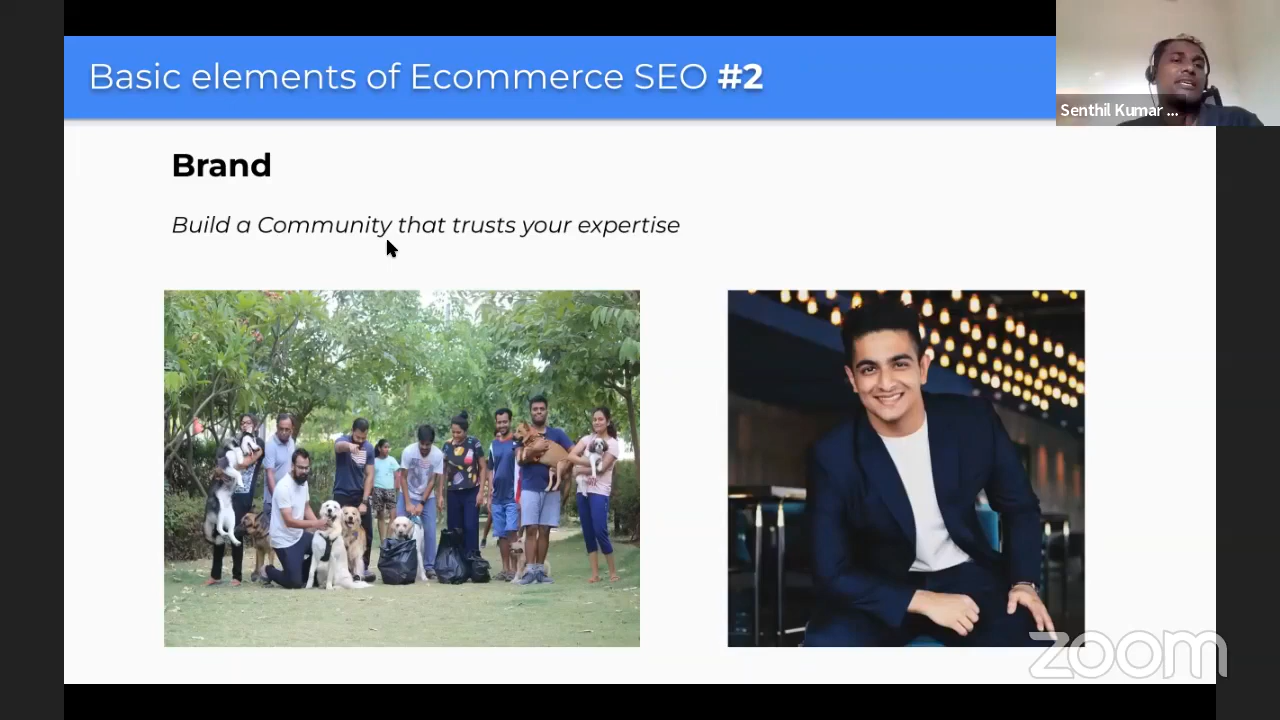 Basic elements of Ecommerce SEO #2
Senthil Kumar ...
Brand
Build a Community that trusts your expertise
zoom